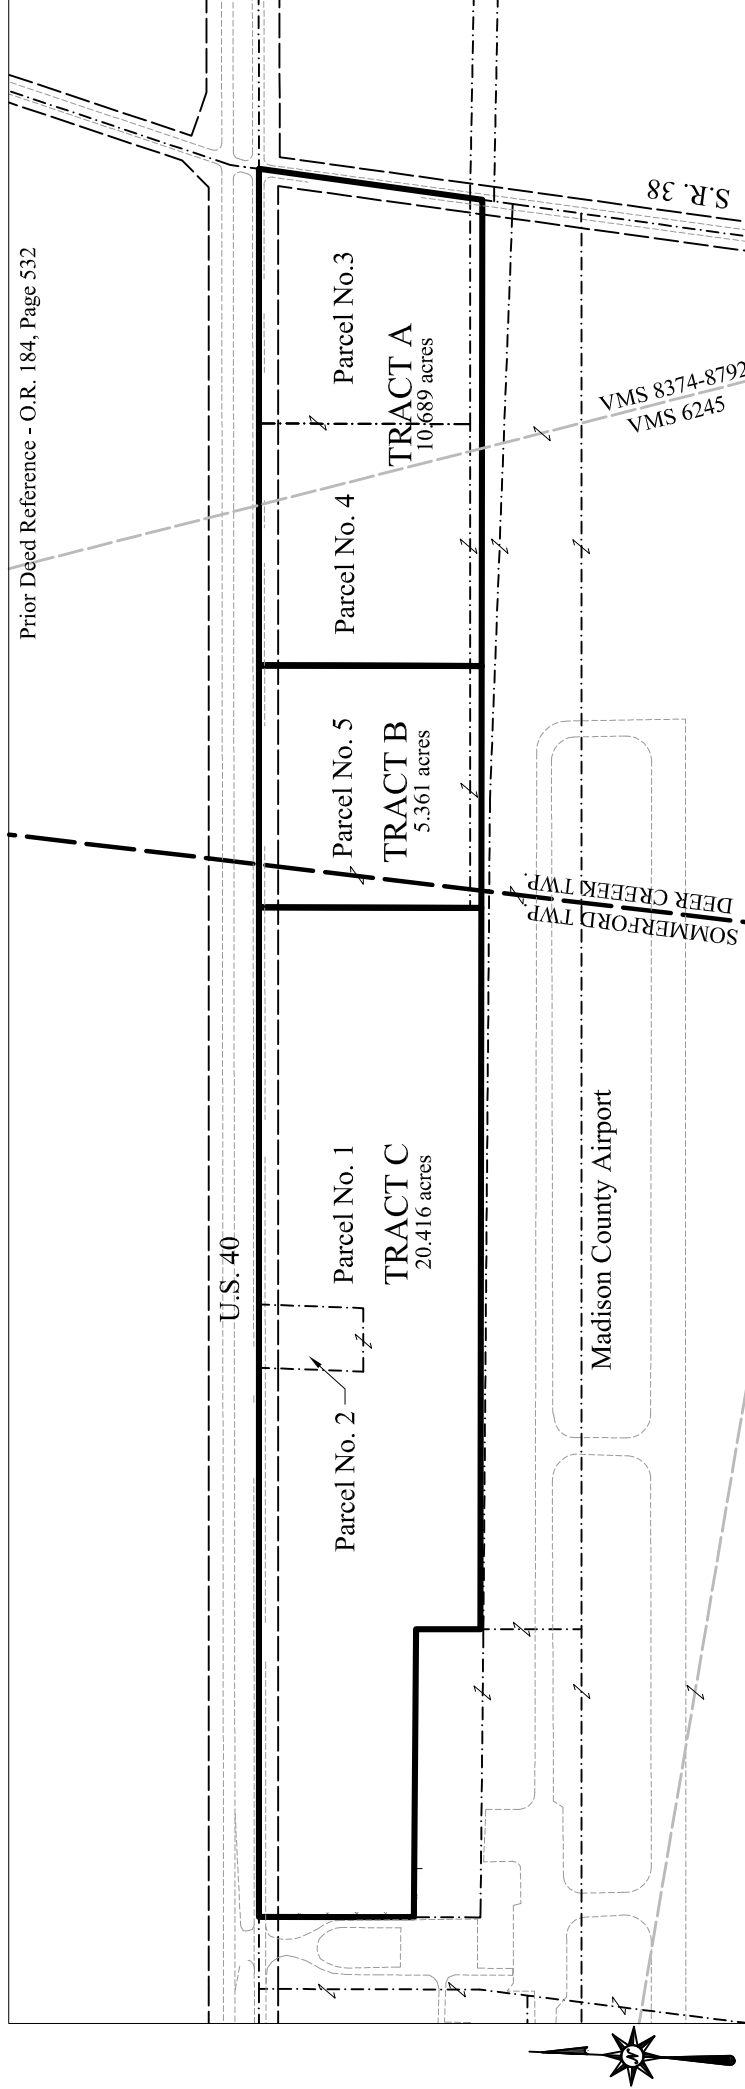 Prior Deed Reference - O.R. 184, Page 532
U.S. 40
S.R. 38
Parcel No.3
TRACT A
10.689 acres
Parcel No. 4
VMS 8374-8792
VMS 6245
Parcel No. 5
TRACT B
5.361 acres
DEER CREEEK TWP.
SOMMERFORD TWP.
Parcel No. 1
TRACT C
20.416 acres
Parcel No. 2
Madison County Airport
N